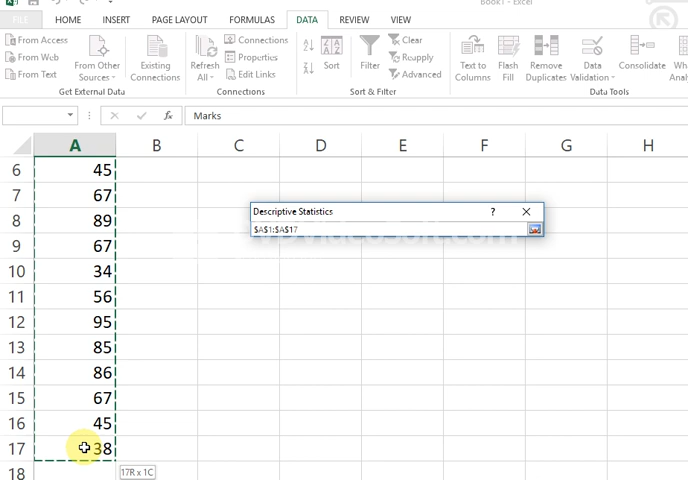 Book1 - Excel
FILE HOME INSERT PAGE LAYOUT FORMULAS DATA REVIEW VIEW
From Access
From Web
From Text
From Other Sources
Existing Connections
Get External Data
Refresh All
Connections
Properties
Edit Links
Connections
Sort
Filter
Clear
Reapply
Advanced
Sort & Filter
Text to Columns
Flash Fill
Remove Duplicates
Data Validation
Consolidate
Data Tools
fx Marks
A B C D E F G H
6 45
7 67
8 89
9 67
10 34
11 56
12 95
13 85
14 86
15 67
16 45
17 38
18
Descriptive Statistics ?
$A$1:$A$17
17R x 1C